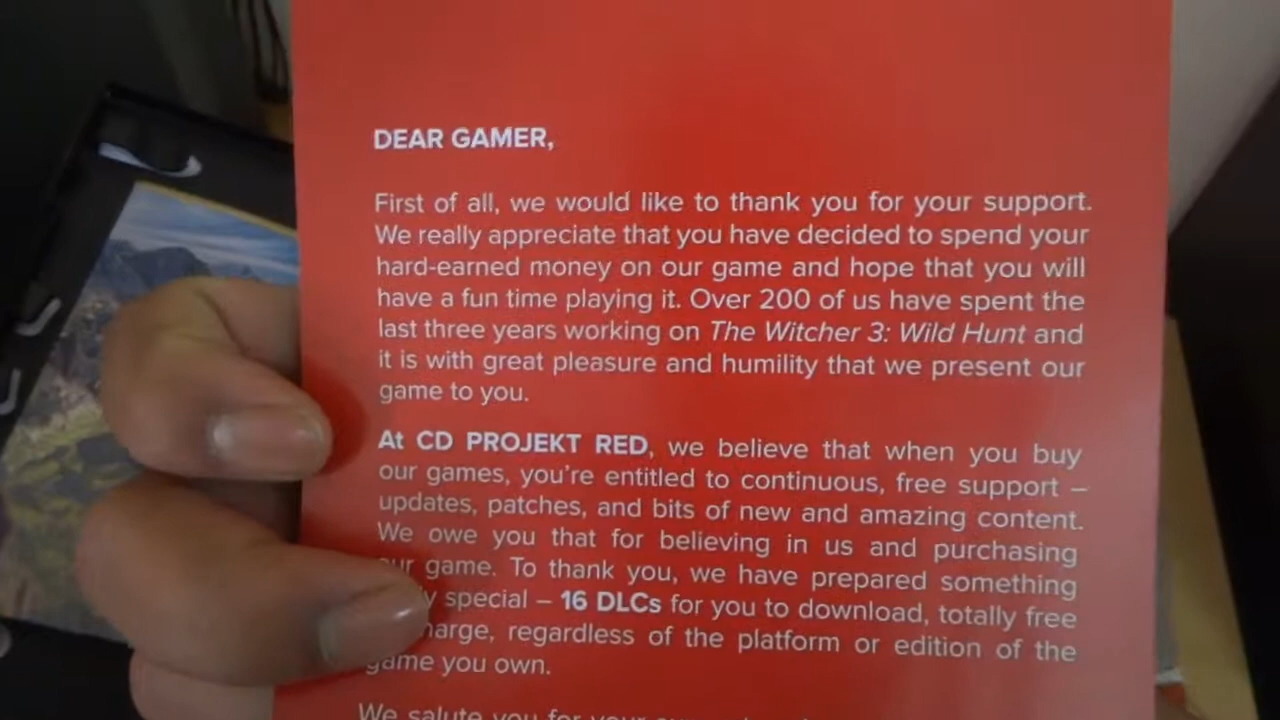 DEAR GAMER,
First of all, we would like to thank you for your support.
We really appreciate that you have decided to spend your
hard-earned money on our game and hope that you will
have a fun time playing it. Over 200 of us have spent the
last three years working on The Witcher 3: Wild Hunt and
it is with great pleasure and humility that we present our
game to you.
At CD PROJEKT RED, we believe that when you buy
our games, you're entitled to continuous, free support –
updates, patches, and bits of new and amazing content.
We owe you that for believing in us and purchasing
our game. To thank you, we have prepared something
special – 16 DLCs for you to download, totally free
regardless of the platform or edition of the
game you own.
We salute you for your